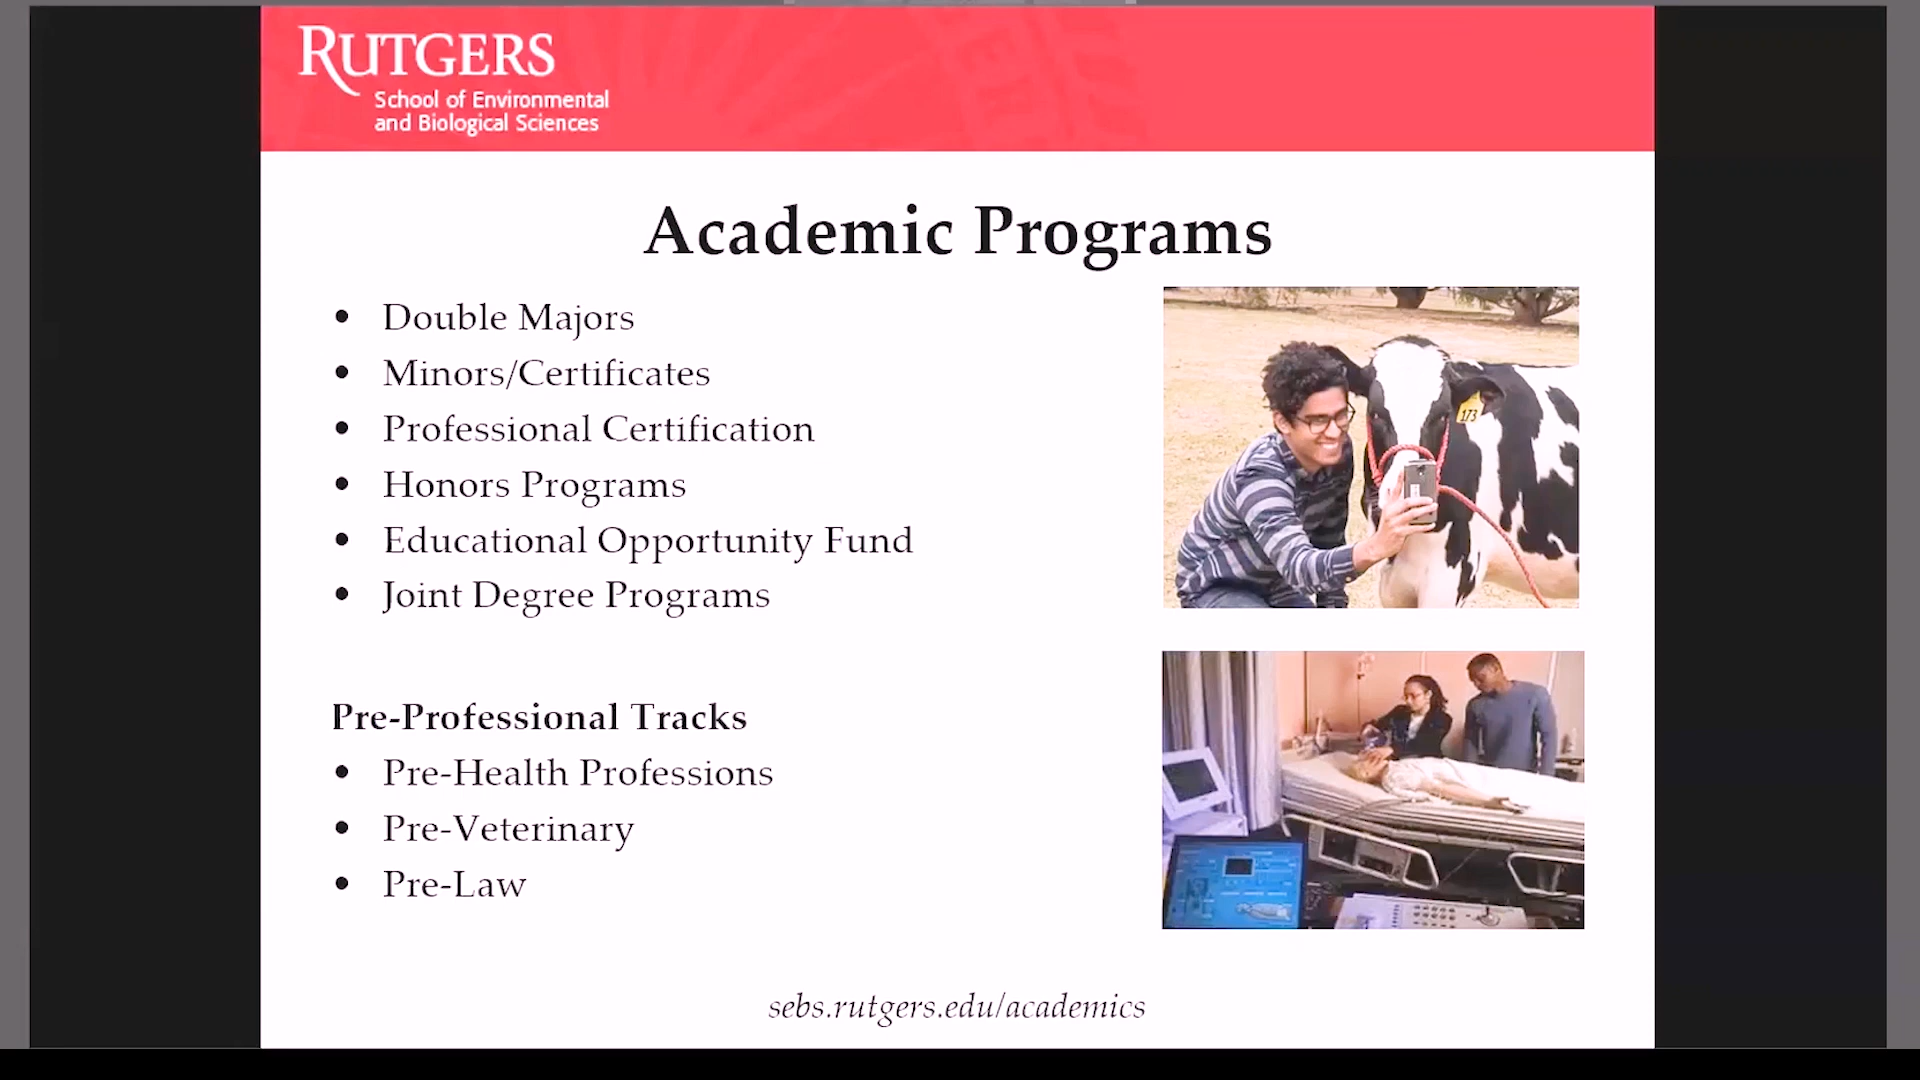 RUTGERS
School of Environmental
and Biological Sciences
Academic Programs
• Double Majors
• Minors/Certificates
• Professional Certification
• Honors Programs
• Educational Opportunity Fund
• Joint Degree Programs
173
Pre-Professional Tracks
• Pre-Health Professions
• Pre-Veterinary
• Pre-Law
sebs.rutgers.edu/academics